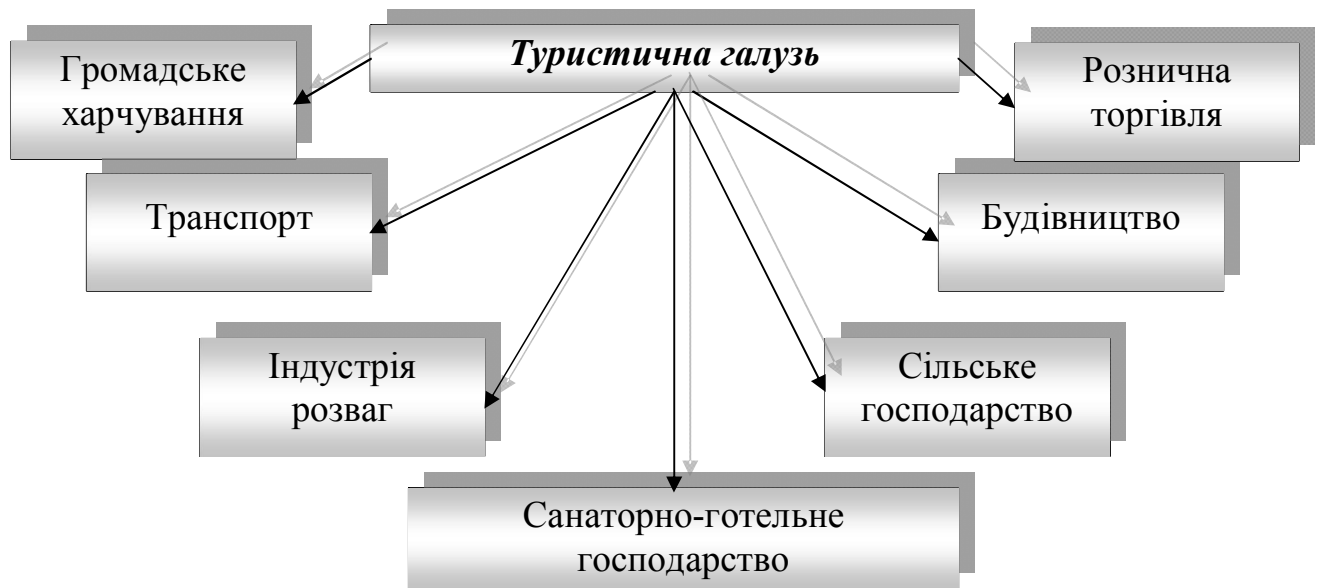 Туристична галузь
Громадське
харчування
Рознична
торгівля
Транспорт
Будівництво
Індустрія
розваг
Сільське
господарство
Санаторно-готельне
господарство